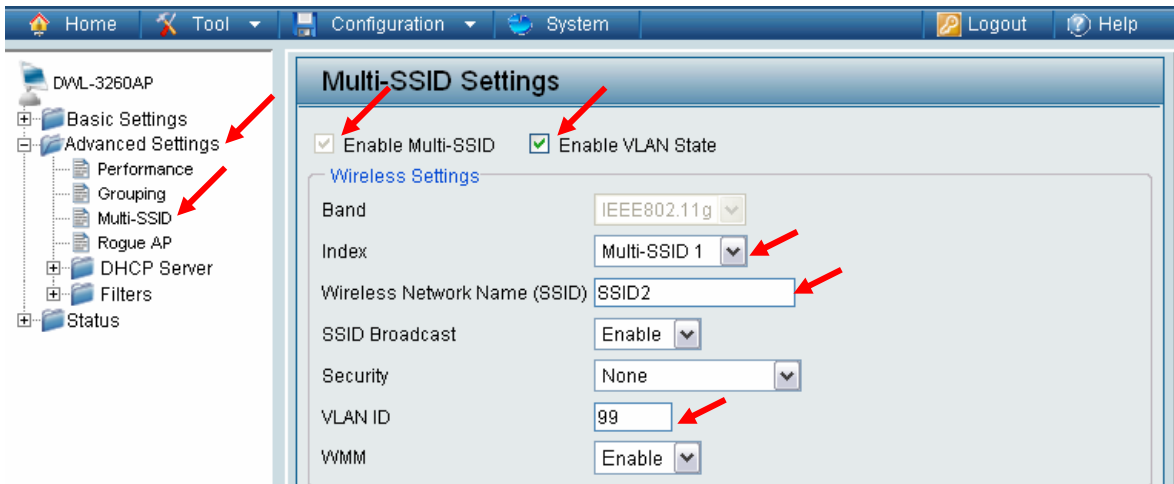 Home Tool Configuration System Logout Help
DWL-3260AP
Basic Settings
Advanced Settings
Performance
Grouping
Multi-SSID
Rogue AP
DHCP Server
Filters
Status
Multi-SSID Settings
Enable Multi-SSID Enable VLAN State
Wireless Settings
Band IEEE802.11g
Index Multi-SSID 1
Wireless Network Name (SSID) SSID2
SSID Broadcast Enable
Security None
VLAN ID 99
WMM Enable